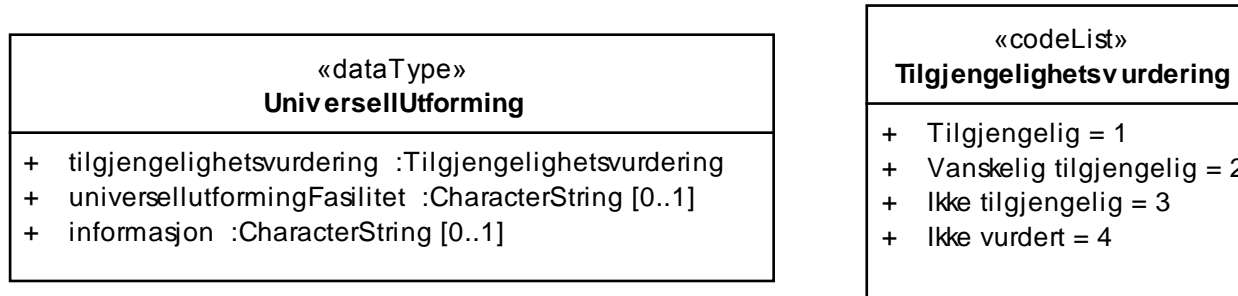 «dataType»
UniversellUtforming
+ tilgjengelighetsvurdering :Tilgjengelighetsvurdering
+ universellutformingFasilitet :CharacterString [0..1]
+ informasjon :CharacterString [0..1]
«codeList»
Tilgjengelighetsvurdering
+ Tilgjengelig = 1
+ Vanskelig tilgjengelig = 2
+ Ikke tilgjengelig = 3
+ Ikke vurdert = 4